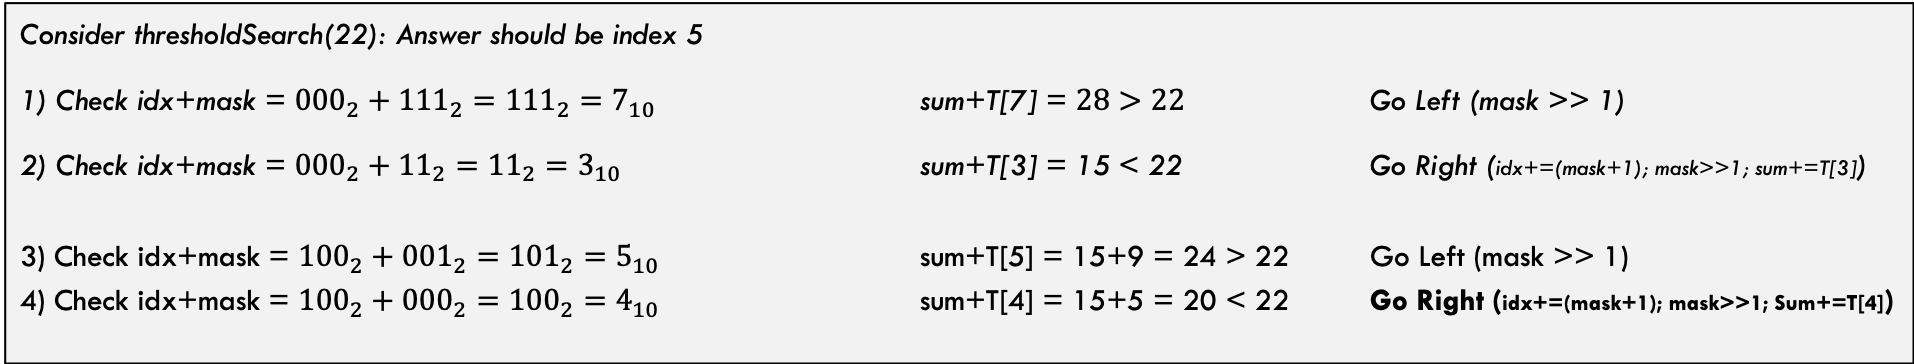 Consider thresholdSearch(22): Answer should be index 5
1) Check idx+mask = 000₂ + 111₂ = 111₂ = 7₁₀ sum+T[7] = 28 > 22 Go Left (mask >> 1)
2) Check idx+mask = 000₂ + 11₂ = 11₂ = 3₁₀ sum+T[3] = 15 < 22 Go Right (idx+=(mask+1); mask>>1; sum+=T[3])
3) Check idx+mask = 100₂ + 001₂ = 101₂ = 5₁₀ sum+T[5] = 15+9 = 24 > 22 Go Left (mask >> 1)
4) Check idx+mask = 100₂ + 000₂ = 100₂ = 4₁₀ sum+T[4] = 15+5 = 20 < 22 Go Right (idx+=(mask+1); mask>>1; Sum+=T[4])